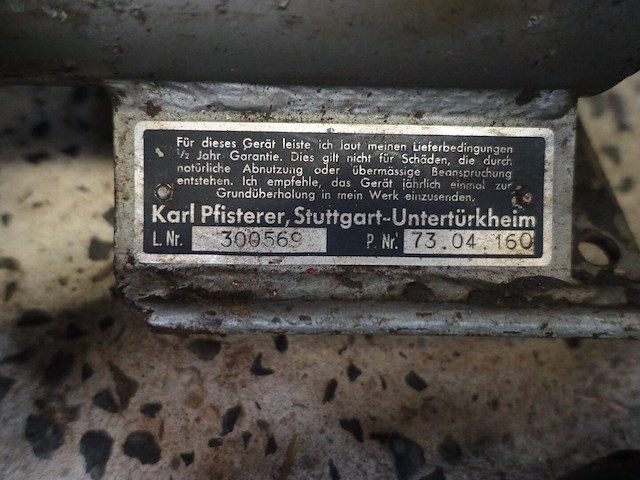 Für dieses Gerät leiste ich laut meinen Lieferbedingungen
½ Jahr Garantie. Dies gilt nicht für Schäden, die durch
natürliche Abnutzung oder übermässige Beanspruchung
entstehen. Ich empfehle, das Gerät jährlich einmal zur
Grundüberholung in mein Werk einzusenden.
Karl Pfisterer, Stuttgart-Untertürkheim
L. Nr. 300569 P. Nr. 73.04.160